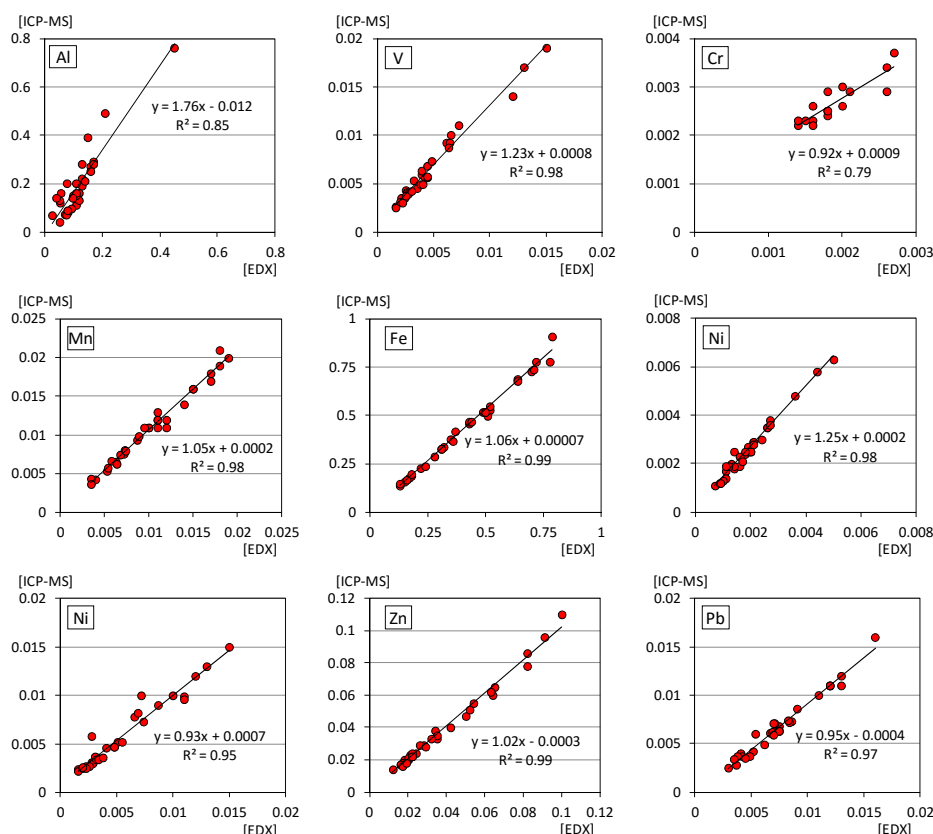 [ICP-MS] [ICP-MS] [ICP-MS]
0.8 0.02 0.004
Al V Cr
0.6 0.015 0.003
y = 1.76x - 0.012
R² = 0.85
0.4 0.01 0.002
y = 1.23x + 0.0008 y = 0.92x + 0.0009
R² = 0.98 R² = 0.79
0.2 0.005 0.001
0 0 0
0 0.2 0.4 0.6 0.8 0 0.005 0.01 0.015 0.02 0 0.001 0.002 0.003
[EDX] [EDX] [EDX]
[ICP-MS] [ICP-MS] [ICP-MS]
0.025 1 0.008
Mn Fe Ni
0.02 0.75 0.006
0.015 0.5 0.004
0.01 0.25 0.002
y = 1.05x + 0.0002 y = 1.06x + 0.00007 y = 1.25x + 0.0002
R² = 0.98 R² = 0.99 R² = 0.98
0.005
0 0 0
0 0.005 0.01 0.015 0.02 0.025 0 0.25 0.5 0.75 1 0 0.002 0.004 0.006 0.008
[EDX] [EDX] [EDX]
[ICP-MS] [ICP-MS] [ICP-MS]
0.02 0.12 0.02
Ni Zn Pb
0.1
0.015 0.08 0.015
0.01 0.06 0.01
y = 0.93x + 0.0007 y = 1.02x - 0.0003 y = 0.95x - 0.0004
R² = 0.95 R² = 0.99 R² = 0.97
0.005 0.04 0.005
0.02
0 0 0
0 0.005 0.01 0.015 0.02 0 0.02 0.04 0.06 0.08 0.1 0.12 0 0.005 0.01 0.015 0.02
[EDX] [EDX] [EDX]